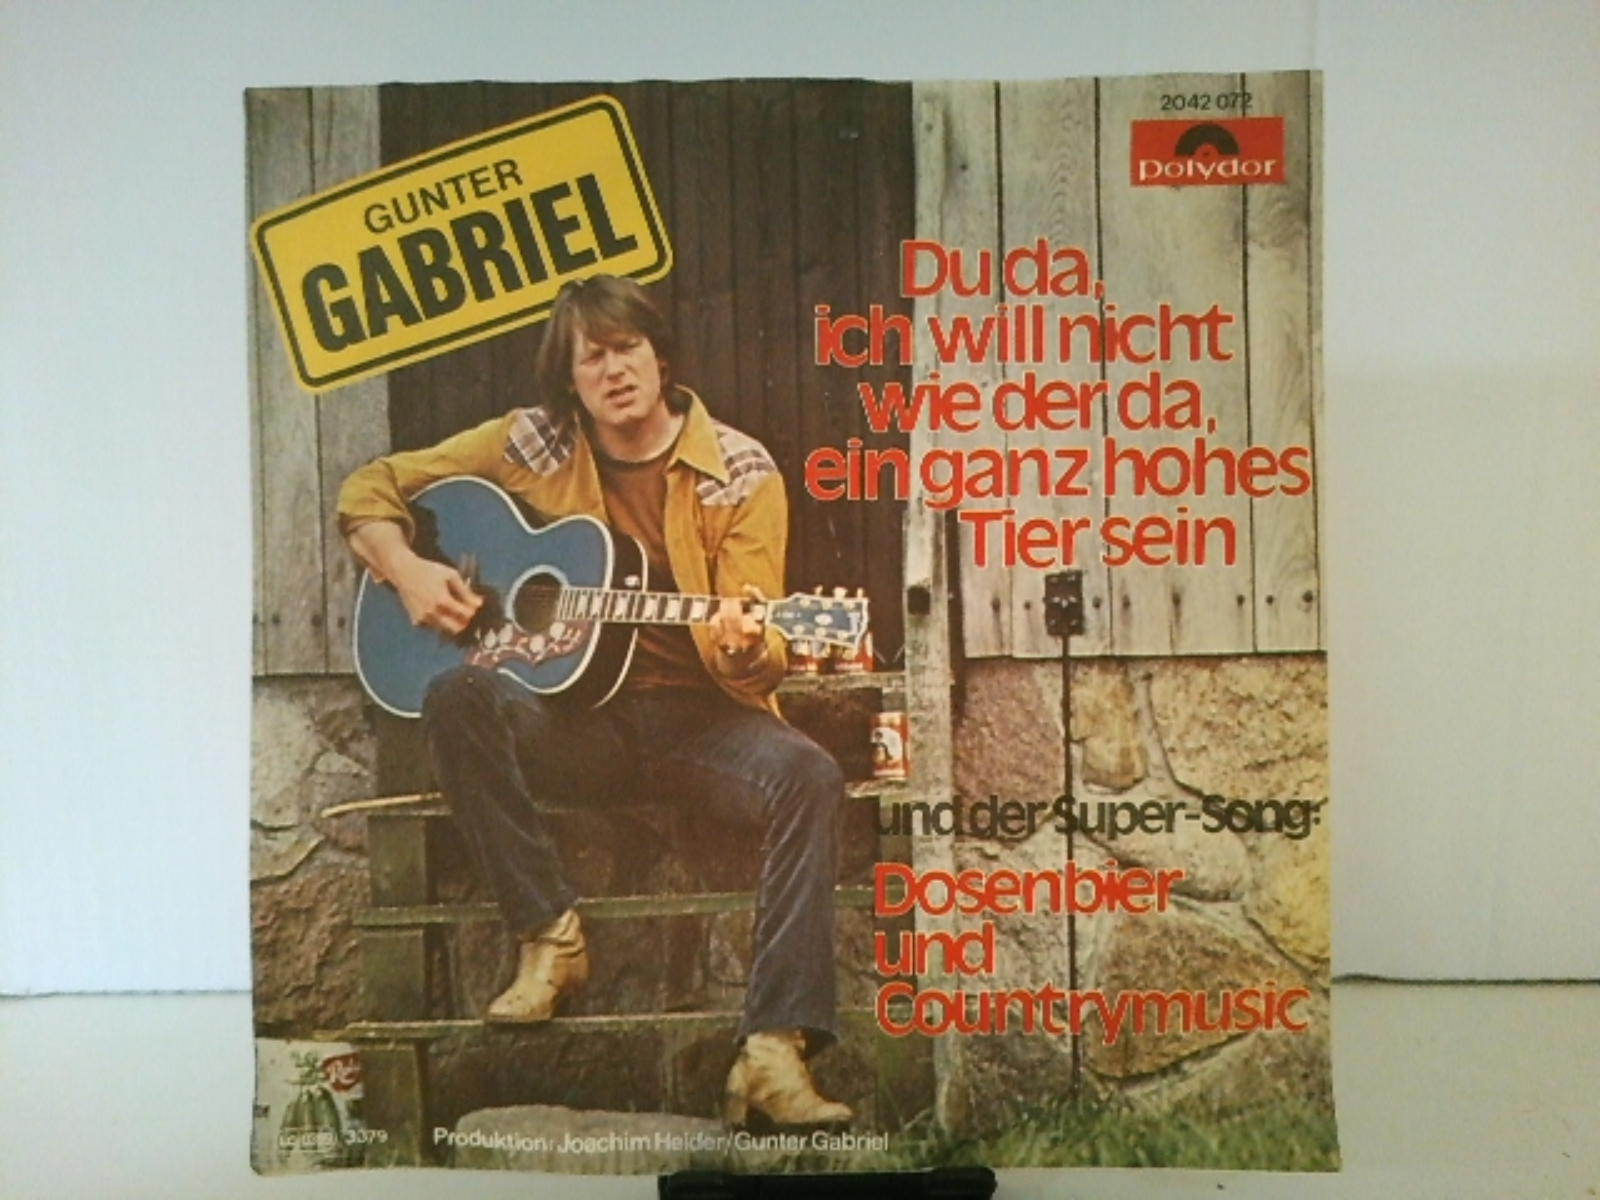 2042 072
polydor
GUNTER
GABRIEL
Du da,
ich will nicht
wie der da,
ein ganz hohes
Tier sein
und der Super-Song:
Dosenbier
und
Countrymusic
3379
Produktion: Joachim Heider/Gunter Gabriel